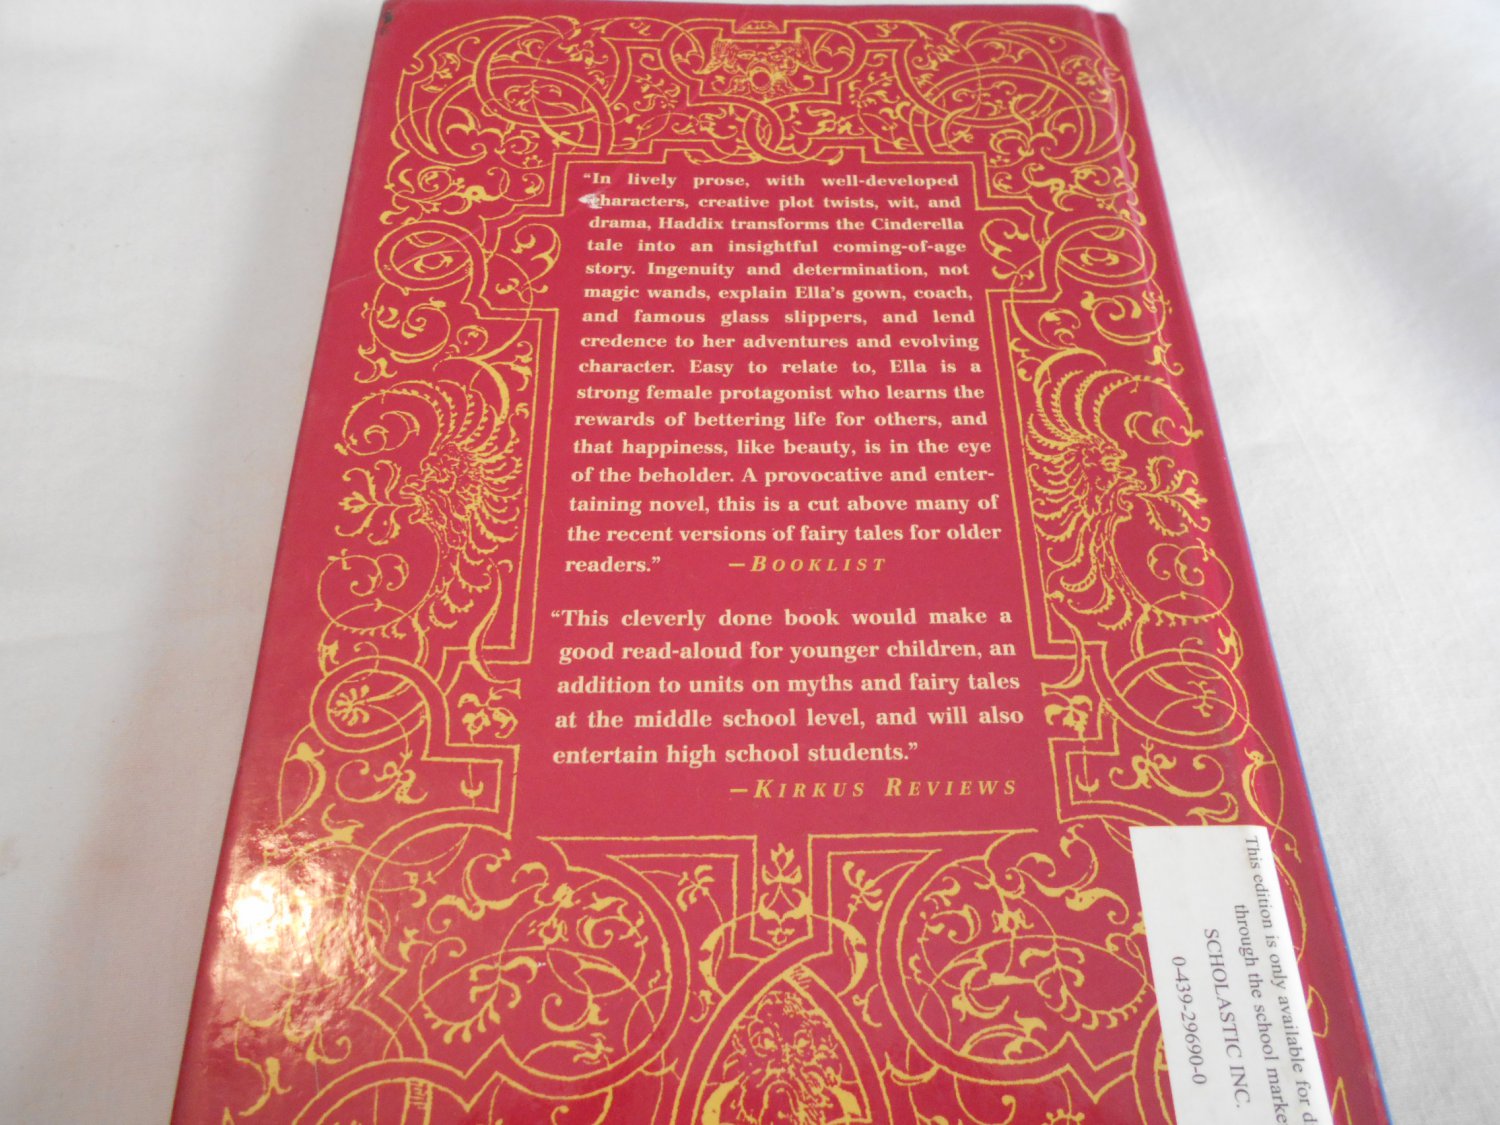 “In lively prose, with well-developed
characters, creative plot twists, wit, and
drama, Haddix transforms the Cinderella
tale into an insightful coming-of-age
story. Ingenuity and determination, not
magic wands, explain Ella’s gown, coach,
and famous glass slippers, and lend
credence to her adventures and evolving
character. Easy to relate to, Ella is a
strong female protagonist who learns the
rewards of bettering life for others, and
that happiness, like beauty, is in the eye
of the beholder. A provocative and enter-
taining novel, this is a cut above many of
the recent versions of fairy tales for older
readers.” —BOOKLIST
“This cleverly done book would make a
good read-aloud for younger children, an
addition to units on myths and fairy tales
at the middle school level, and will also
entertain high school students.”
—KIRKUS REVIEWS
This edition is only available for d
through the school marke
SCHOLASTIC INC.
0-439-29690-0